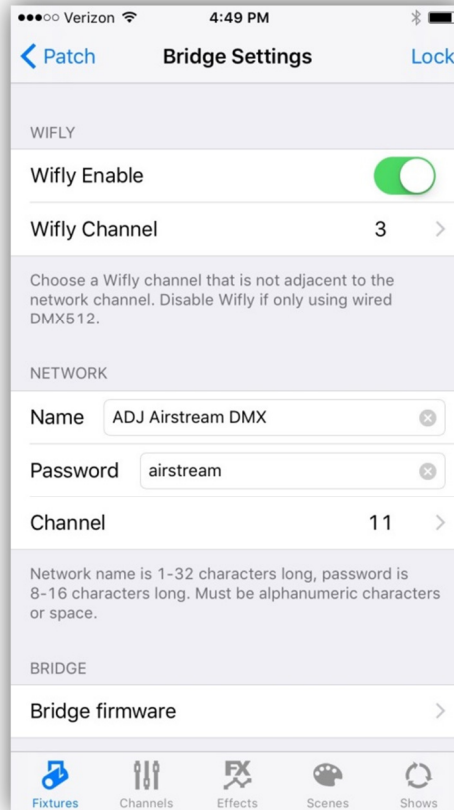 Verizon 4:49 PM
Patch Bridge Settings Lock
WIFLY
Wifly Enable
Wifly Channel 3
Choose a Wifly channel that is not adjacent to the
network channel. Disable Wifly if only using wired
DMX512.
NETWORK
Name ADJ Airstream DMX
Password airstream
Channel 11
Network name is 1-32 characters long, password is
8-16 characters long. Must be alphanumeric characters
or space.
BRIDGE
Bridge firmware
FX
Fixtures Channels Effects Scenes Shows